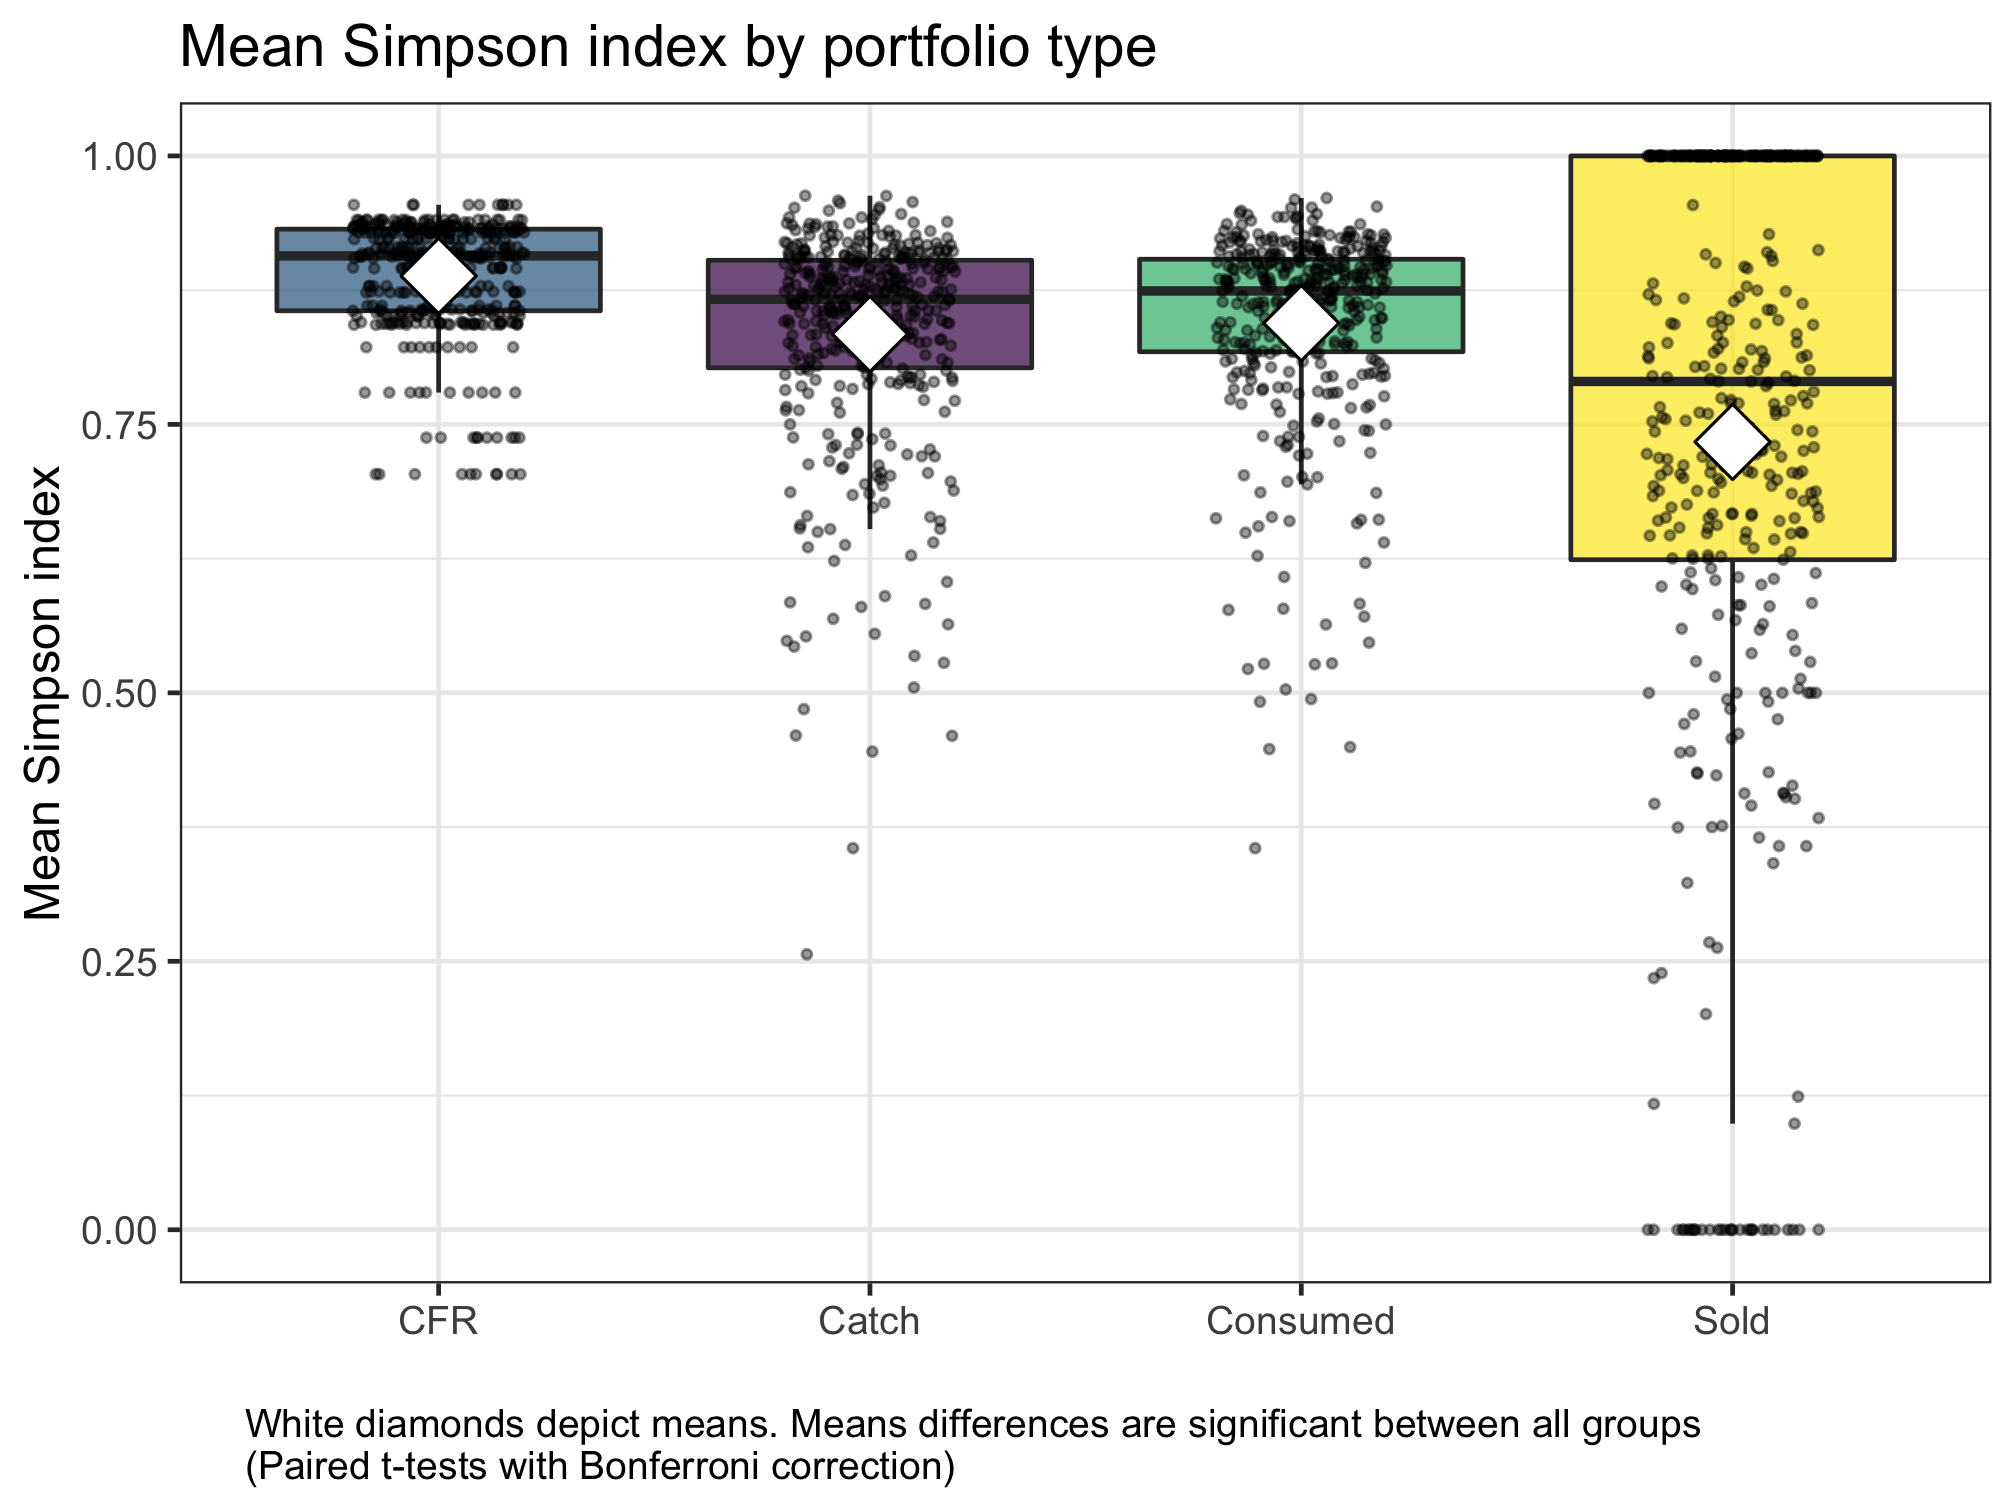 Mean Simpson index by portfolio type
Mean Simpson index
1.00
0.75
0.50
0.25
0.00
CFR
Catch
Consumed
Sold
White diamonds depict means. Means differences are significant between all groups
(Paired t-tests with Bonferroni correction)